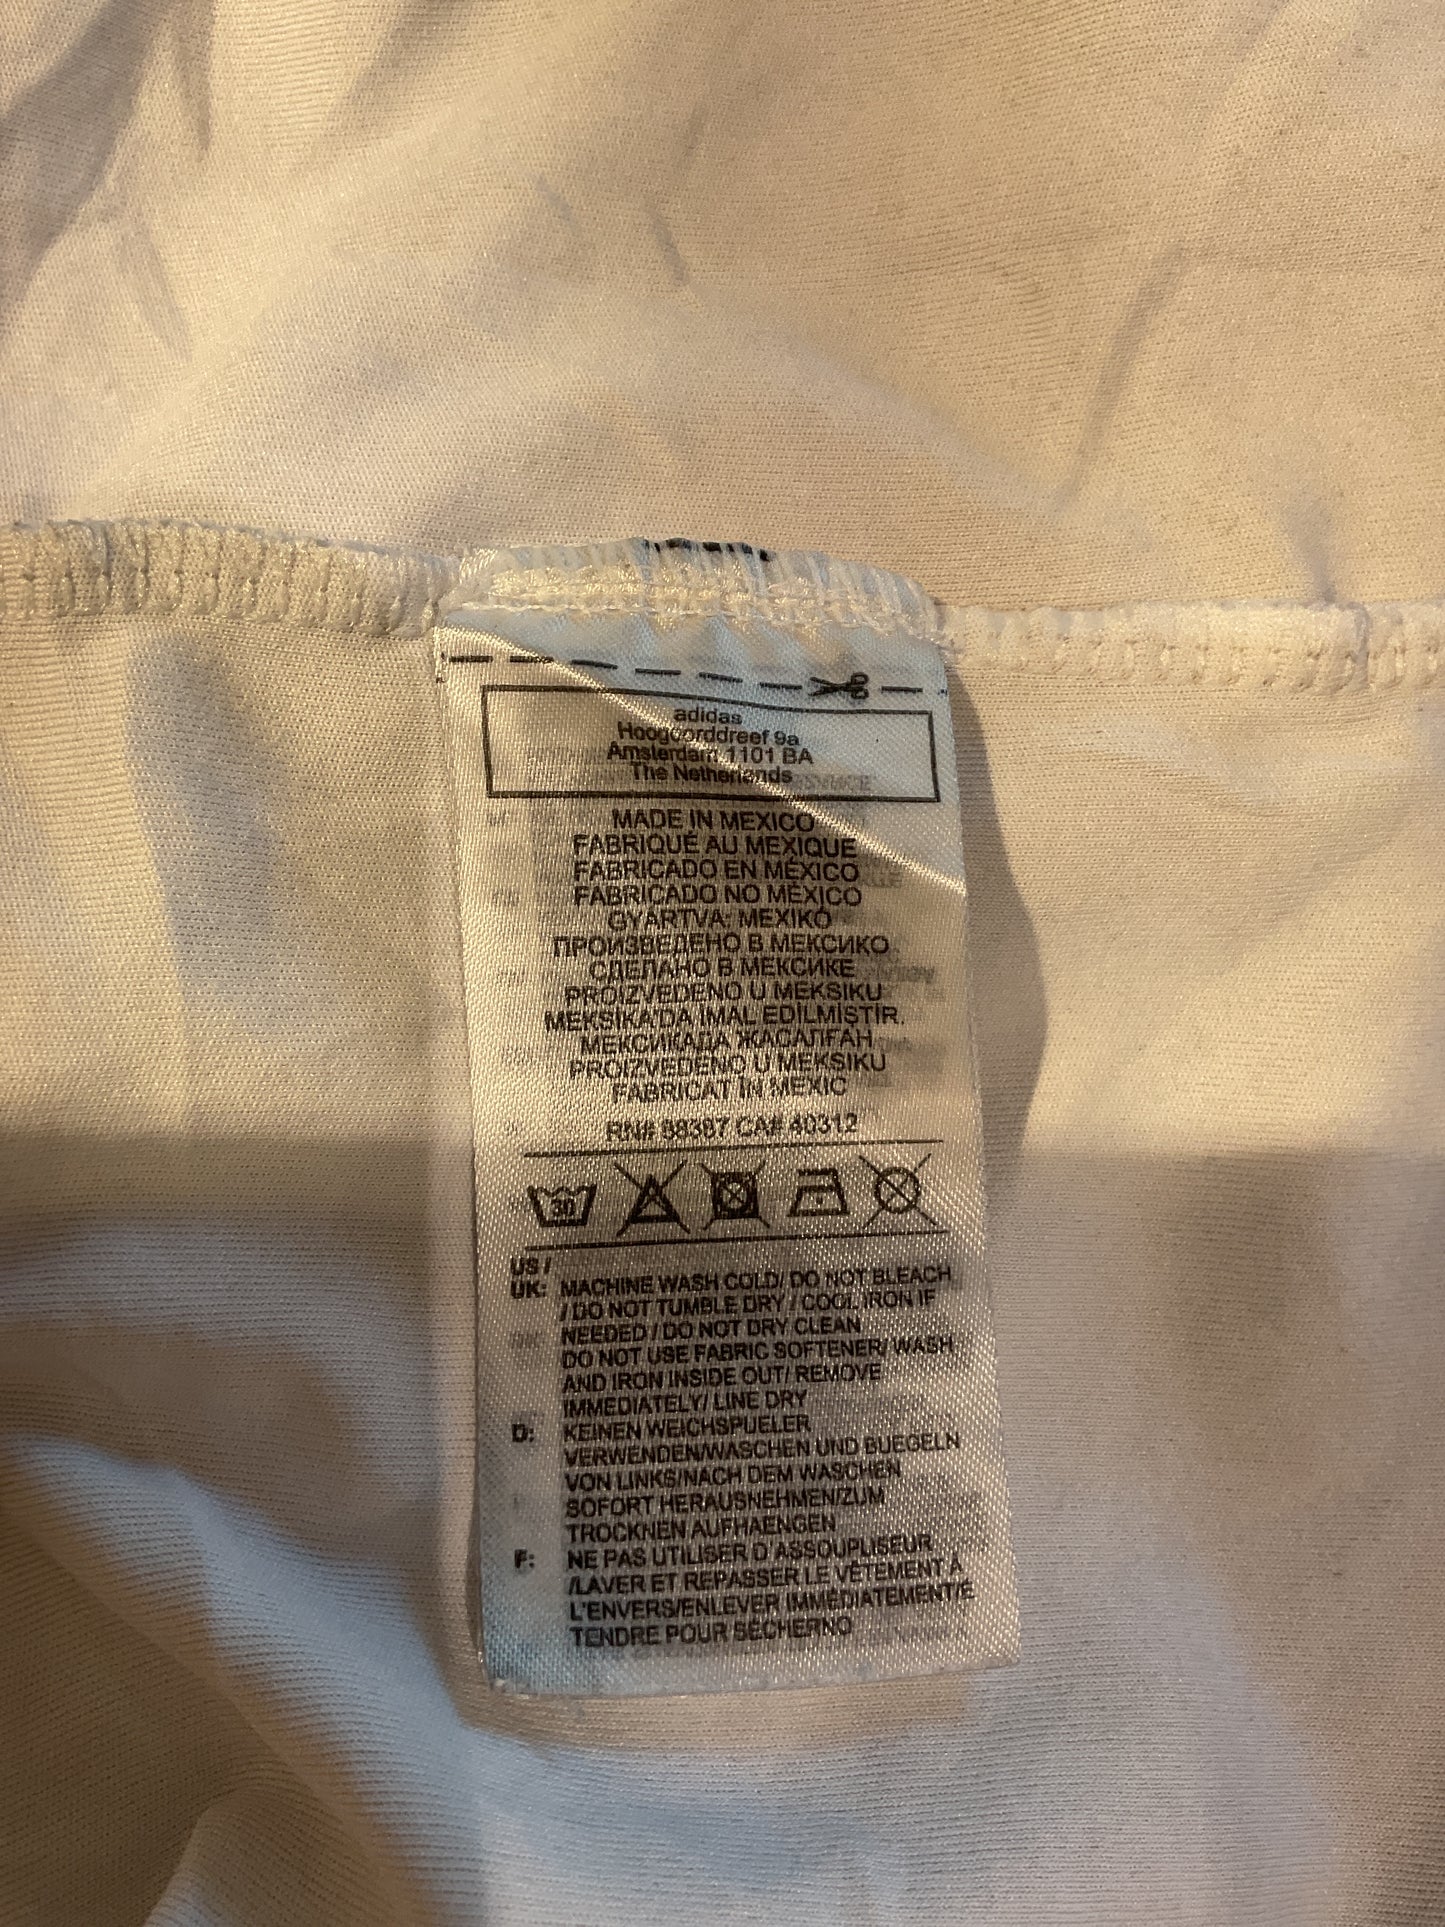 adidas
Hoogoorddreef 9a
Amsterdam 1101 BA
The Netherlands
MADE IN MEXICO
FABRIQUÉ AU MEXIQUE
FABRICADO EN MÉXICO
FABRICADO NO MÉXICO
GYÁRTVA: MEXIKÓ
ПРОИЗВЕДЕНО В МЕКСИКО
СДЕЛАНО В МЕКСИКЕ
PROIZVEDENO U MEKSIKU
MEKSİKA'DA İMAL EDİLMİŞTİR.
МЕКСИКАДА ЖАСАЛҒАН
PROIZVEDENO U MEKSIKU
FABRICAT ÎN MEXIC
RN# 88387 CA# 40312
30
US /
UK: MACHINE WASH COLD/ DO NOT BLEACH
/ DO NOT TUMBLE DRY / COOL IRON IF
NEEDED / DO NOT DRY CLEAN
DO NOT USE FABRIC SOFTENER/ WASH
AND IRON INSIDE OUT/ REMOVE
IMMEDIATELY/ LINE DRY
D: KEINEN WEICHSPUELER
VERWENDEN/WASCHEN UND BUEGELN
VON LINKS/NACH DEM WASCHEN
SOFORT HERAUSNEHMEN/ZUM
TROCKNEN AUFHAENGEN
F: NE PAS UTILISER D'ASSOUPLISEUR
/LAVER ET REPASSER LE VÊTEMENT À
L'ENVERS/ENLEVER IMMÉDIATEMENT/E
TENDRE POUR SÉCHERNO